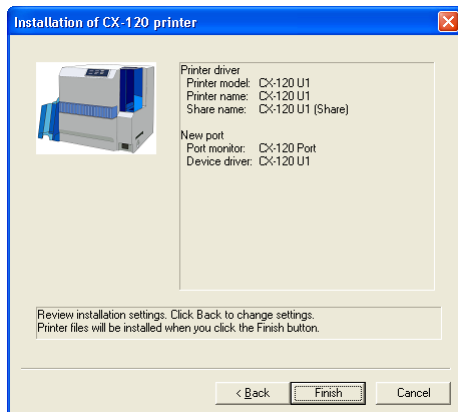 Installation of CX-120 printer
Printer driver
Printer model: CX-120 U1
Printer name: CX-120 U1
Share name: CX-120 U1 (Share)
New port
Port monitor: CX-120 Port
Device driver: CX-120 U1
Review installation settings. Click Back to change settings.
Printer files will be installed when you click the Finish button.
< Back
Finish
Cancel